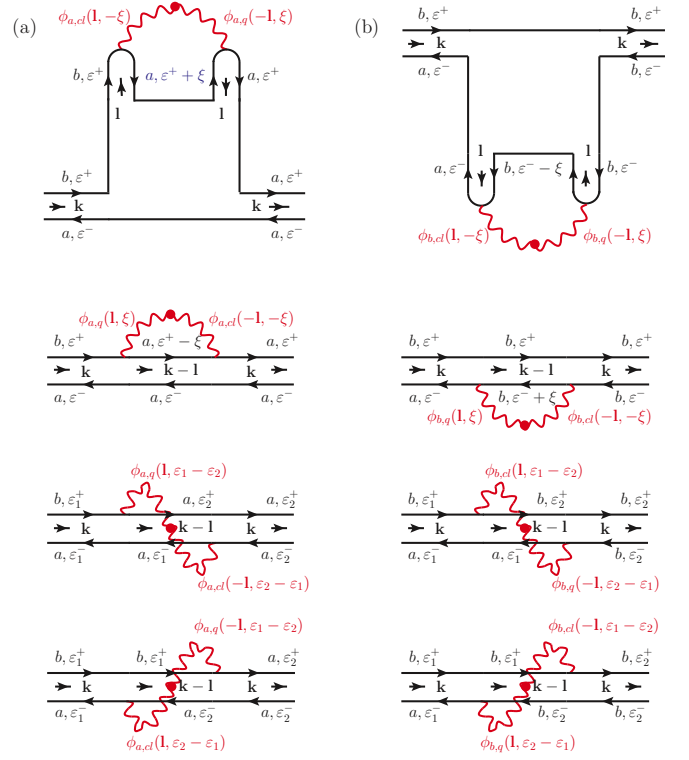 (a)
ϕ_{a,cl}(l, −ξ) ϕ_{a,q}(−l, ξ)
b, ε⁺ a, ε⁺ + ξ a, ε⁺
l
b, ε⁺ a, ε⁺
k k
a, ε⁻ a, ε⁻
(b)
b, ε⁺ b, ε⁺
k k
a, ε⁻ b, ε⁻
l l
a, ε⁻ b, ε⁻ − ξ b, ε⁻
ϕ_{b,cl}(l, −ξ) ϕ_{b,q}(−l, ξ)
ϕ_{a,q}(l, ξ) ϕ_{a,cl}(−l, −ξ)
b, ε⁺ a, ε⁺ − ξ a, ε⁺
k k − l k
a, ε⁻ a, ε⁻ a, ε⁻
b, ε⁺ b, ε⁺ b, ε⁺
k k − l k
a, ε⁻ b, ε⁻ + ξ b, ε⁻
ϕ_{b,q}(l, ξ) ϕ_{b,cl}(−l, −ξ)
ϕ_{a,q}(l, ε₁ − ε₂)
b, ε₁⁺ a, ε₂⁺ a, ε₂⁺
k k − l k
a, ε₁⁻ a, ε₁⁻ a, ε₂⁻
ϕ_{a,cl}(−l, ε₂ − ε₁)
ϕ_{b,cl}(l, ε₁ − ε₂)
b, ε₁⁺ b, ε₂⁺ b, ε₂⁺
k k − l k
a, ε₁⁻ a, ε₁⁻ b, ε₂⁻
ϕ_{b,q}(−l, ε₂ − ε₁)
ϕ_{a,q}(−l, ε₁ − ε₂)
b, ε₁⁺ b, ε₁⁺ a, ε₂⁺
k k − l k
a, ε₁⁻ a, ε₂⁻ a, ε₂⁻
ϕ_{a,cl}(l, ε₂ − ε₁)
ϕ_{b,cl}(−l, ε₁ − ε₂)
b, ε₁⁺ b, ε₁⁺ b, ε₂⁺
k k − l k
a, ε₁⁻ b, ε₂⁻ b, ε₂⁻
ϕ_{b,q}(l, ε₂ − ε₁)